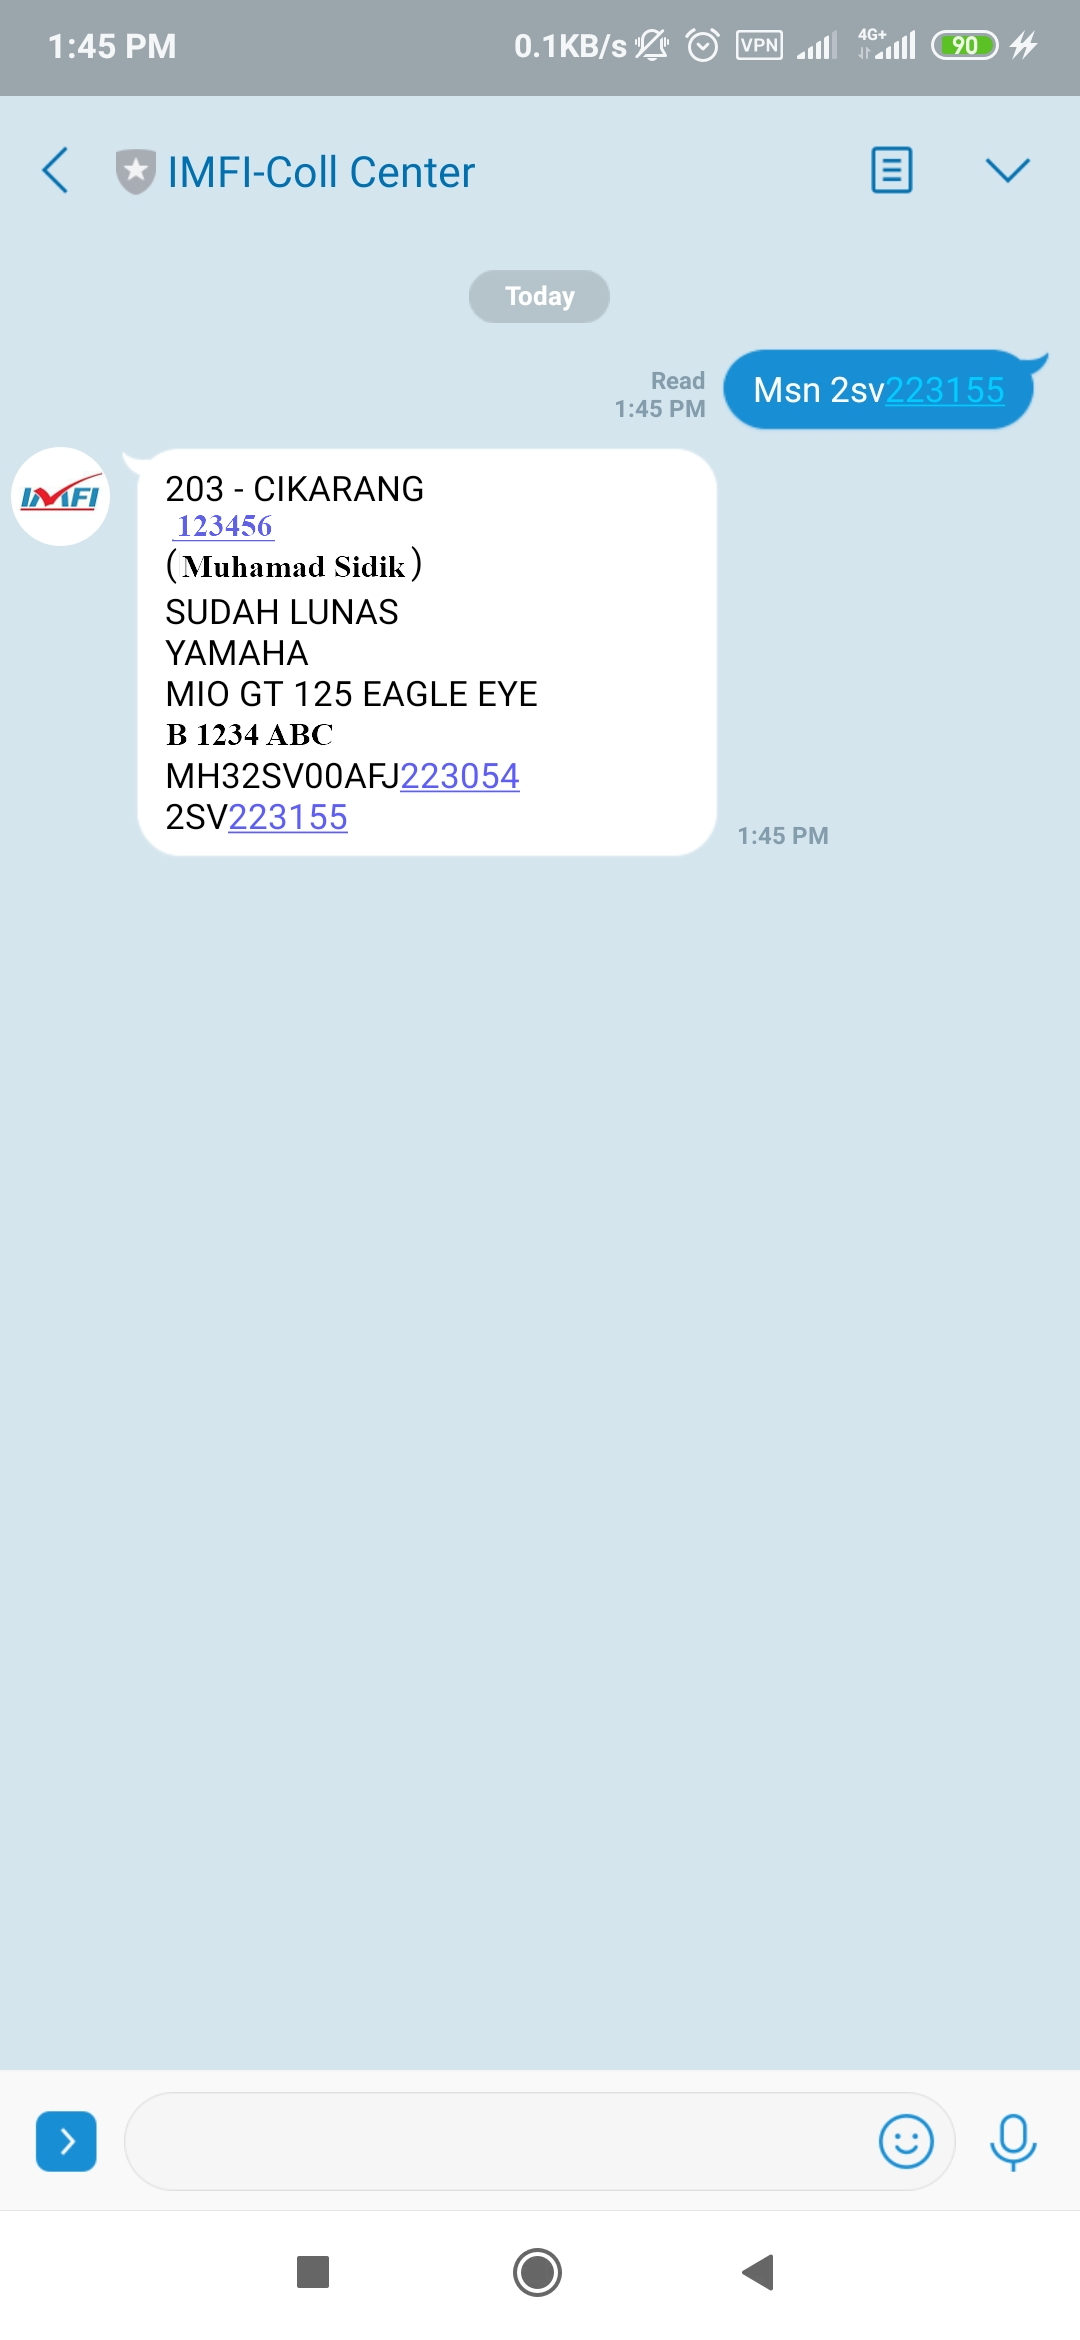 1:45 PM
0.1KB/s VPN 4G+ 90
IMFI-Coll Center
Today
Read
1:45 PM
Msn 2sv223155
IMFI
203 - CIKARANG
123456
(Muhamad Sidik)
SUDAH LUNAS
YAMAHA
MIO GT 125 EAGLE EYE
B 1234 ABC
MH32SV00AFJ223054
2SV223155
1:45 PM